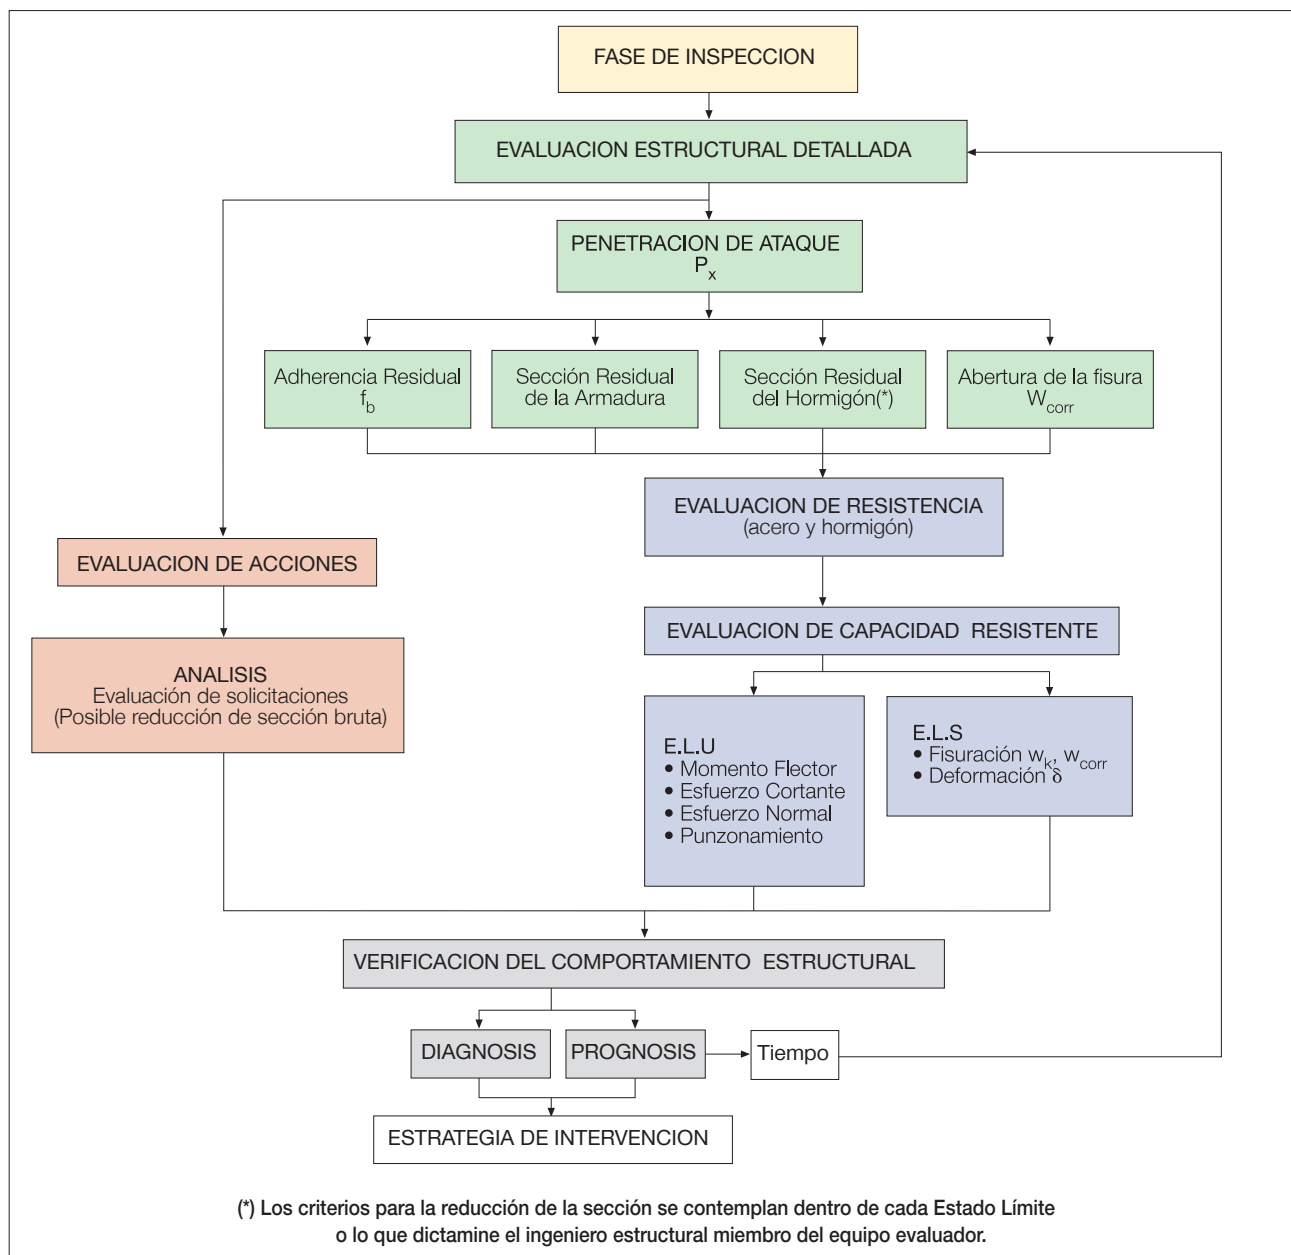 FASE DE INSPECCION
EVALUACION ESTRUCTURAL DETALLADA
PENETRACION DE ATAQUE
Px
Adherencia Residual
fb
Sección Residual
de la Armadura
Sección Residual
del Hormigón(*)
Abertura de la fisura
Wcorr
EVALUACION DE RESISTENCIA
(acero y hormigón)
EVALUACION DE ACCIONES
EVALUACION DE CAPACIDAD RESISTENTE
ANALISIS
Evaluación de solicitaciones
(Posible reducción de sección bruta)
E.L.U
• Momento Flector
• Esfuerzo Cortante
• Esfuerzo Normal
• Punzonamiento
E.L.S
• Fisuración wk, wcorr
• Deformación δ
VERIFICACION DEL COMPORTAMIENTO ESTRUCTURAL
DIAGNOSIS
PROGNOSIS
Tiempo
ESTRATEGIA DE INTERVENCION
(*) Los criterios para la reducción de la sección se contemplan dentro de cada Estado Límite
o lo que dictamine el ingeniero estructural miembro del equipo evaluador.